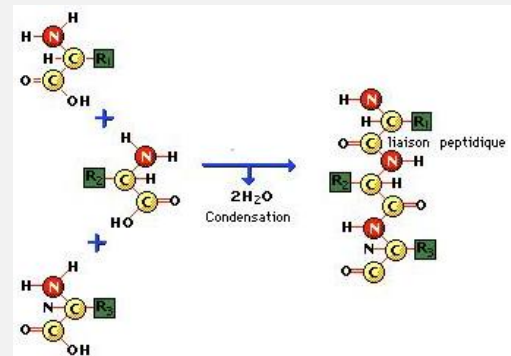 H
H N
H C R₁
O C
OH
+
H
N H
R₂ C H
C O
HO
+
H
H N
N C R₃
O C
OH
2H₂O
Condensation
H N
H C R₁
O C liaison peptidique
N H
R₂ C H
C O
H N
N C R₃
O C